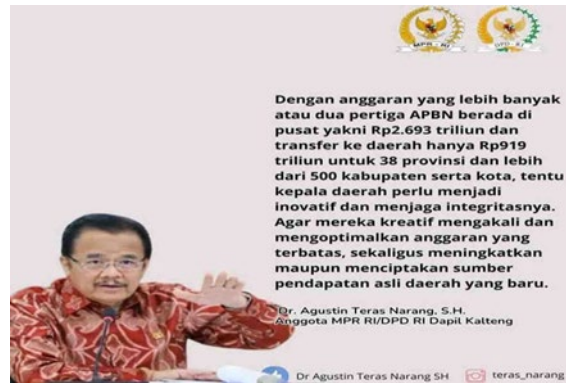 MPR - RI
DPD - RI
Dengan anggaran yang lebih banyak
atau dua pertiga APBN berada di
pusat yakni Rp2.693 triliun dan
transfer ke daerah hanya Rp919
triliun untuk 38 provinsi dan lebih
dari 500 kabupaten serta kota, tentu
kepala daerah perlu menjadi
inovatif dan menjaga integritasnya.
Agar mereka kreatif mengakali dan
mengoptimalkan anggaran yang
terbatas, sekaligus meningkatkan
maupun menciptakan sumber
pendapatan asli daerah yang baru.
Dr. Agustin Teras Narang, S.H.
Anggota MPR RI/DPD RI Dapil Kalteng
Dr Agustin Teras Narang SH
teras_narang